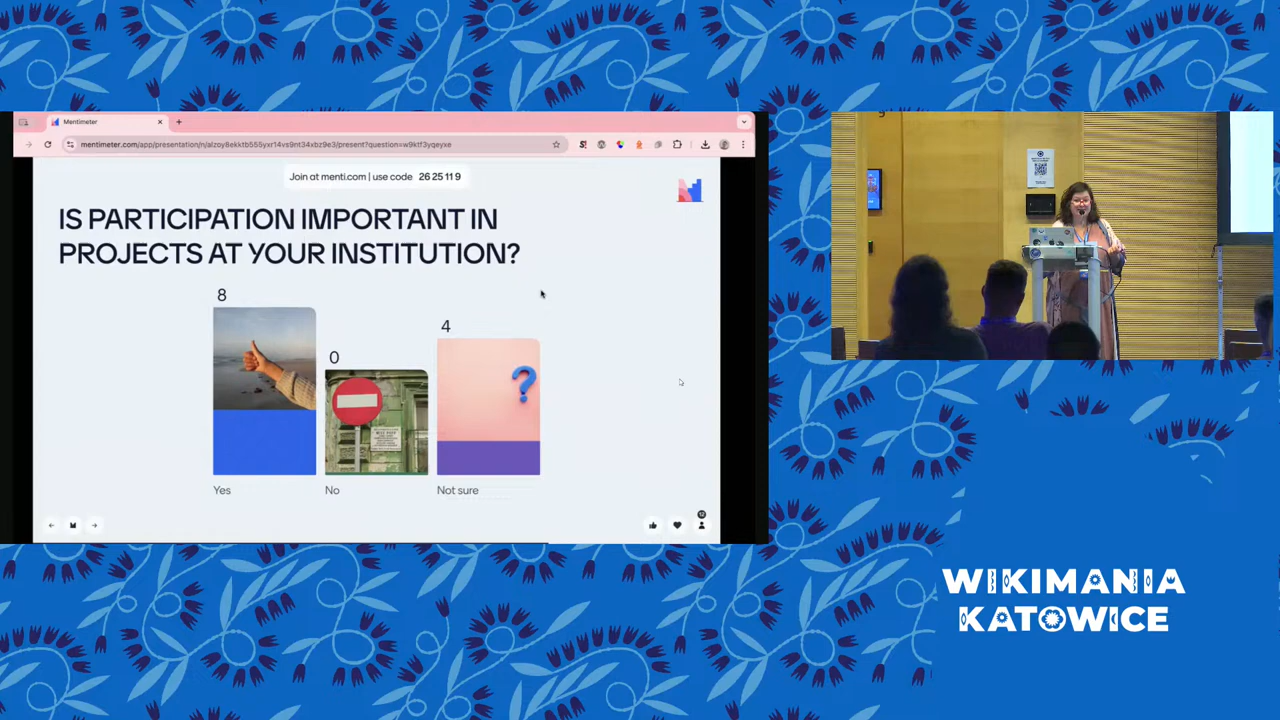 Mentimeter
mentimeter.com/app/presentation/n/alzoy8ekktb555yxr14vs9nt34xbz9e3/present?question=w9ktf3yqeyxe
Join at menti.com | use code 26 25 11 9
IS PARTICIPATION IMPORTANT IN
PROJECTS AT YOUR INSTITUTION?
8
0
4
?
Yes
No
Not sure
12
WIKIMANIA
KATOWICE